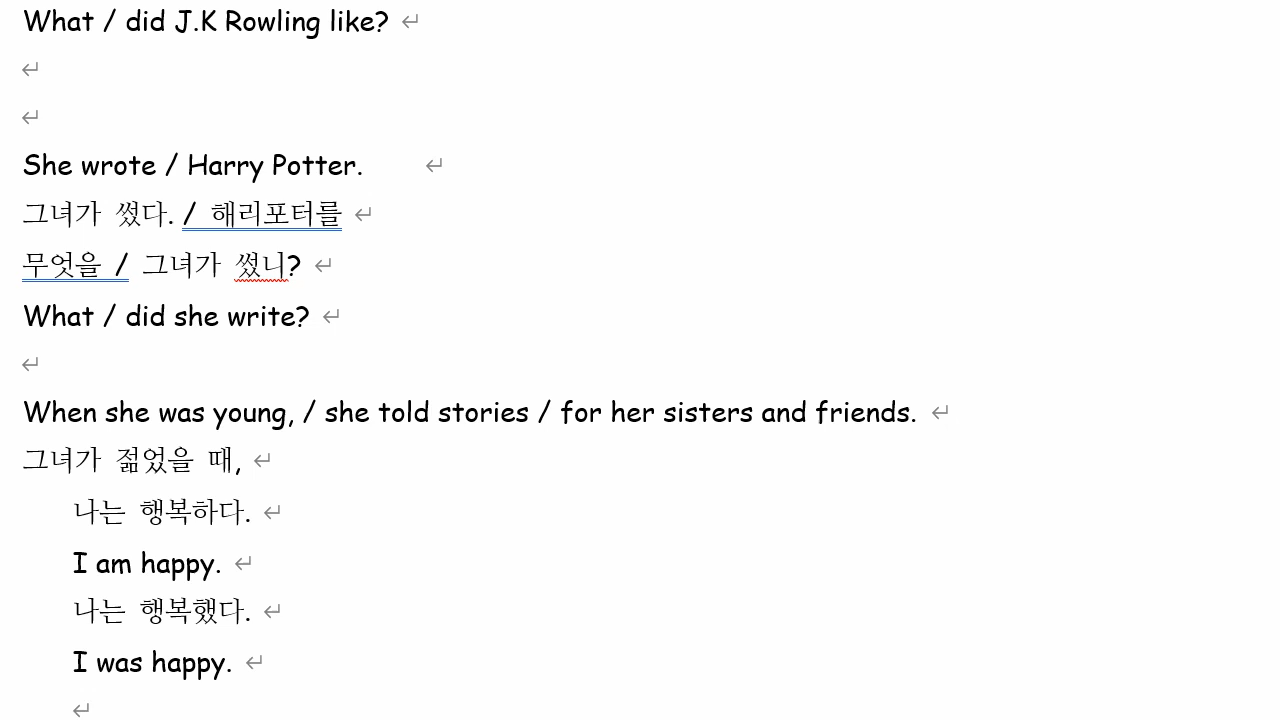 What / did J.K Rowling like?
She wrote / Harry Potter.
그녀가 썼다. / 해리포터를
무엇을 / 그녀가 썼니?
What / did she write?
When she was young, / she told stories / for her sisters and friends.
그녀가 젊었을 때,
나는 행복하다.
I am happy.
나는 행복했다.
I was happy.